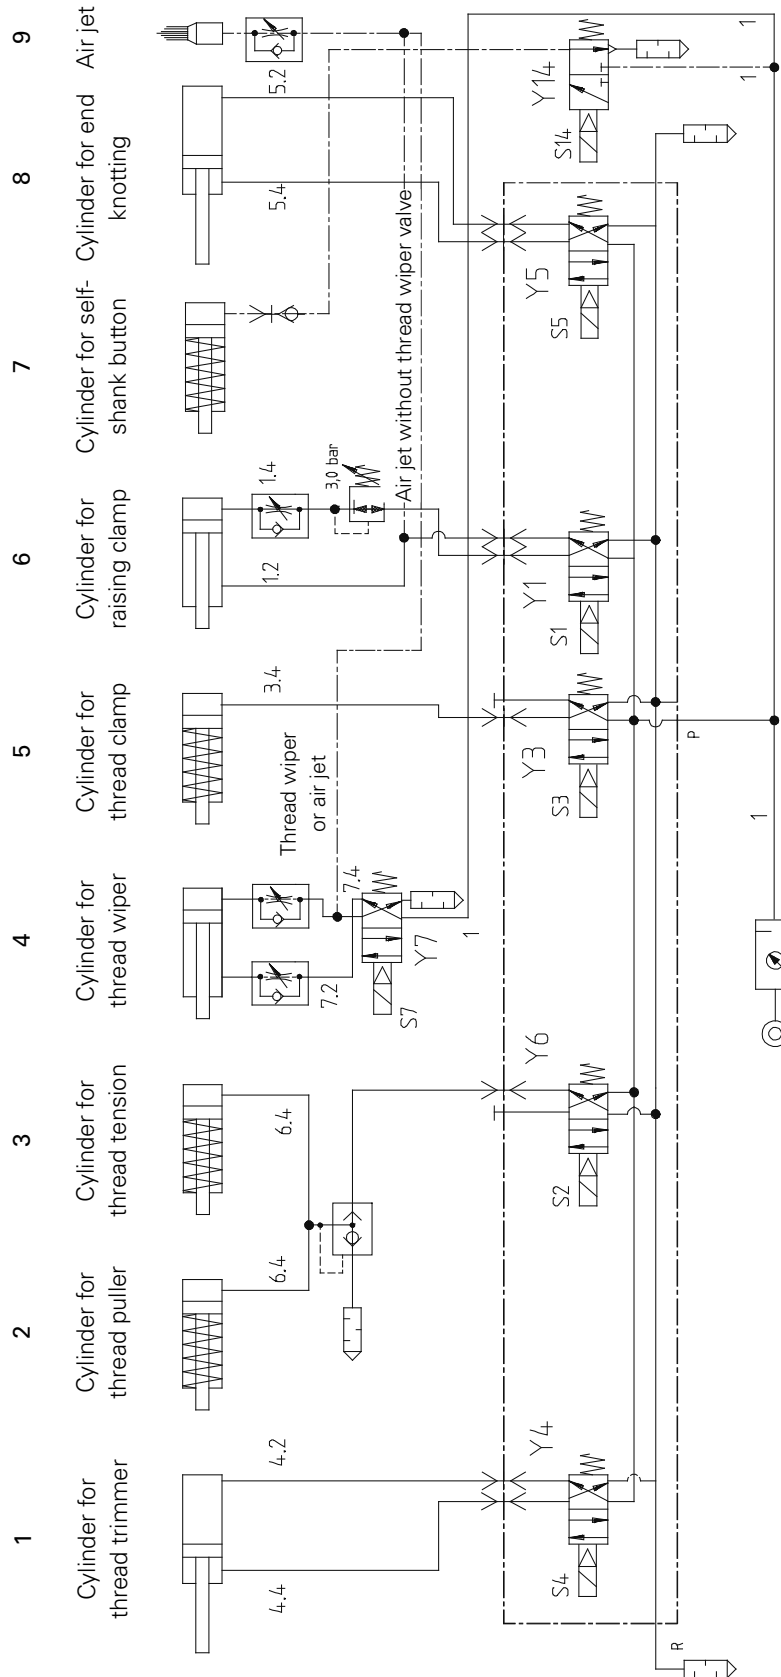 1
Cylinder for
thread trimmer
2
Cylinder for
thread puller
3
Cylinder for
thread tension
4
Cylinder for
thread wiper
5
Cylinder for
thread clamp
6
Cylinder for
raising clamp
7
Cylinder for self-
shank button
8
Cylinder for end
knotting
9
Air jet
4.4
4.2
6.4
6.4
7.2
7.4
Thread wiper
or air jet
3.4
1.2
1.4
3,0 bar
Air jet without thread wiper valve
5.4
5.2
S7
Y7
1
S4
Y4
S2
Y6
S3
Y3
S1
Y1
S5
Y5
S14
Y14
R
P
1
1
1